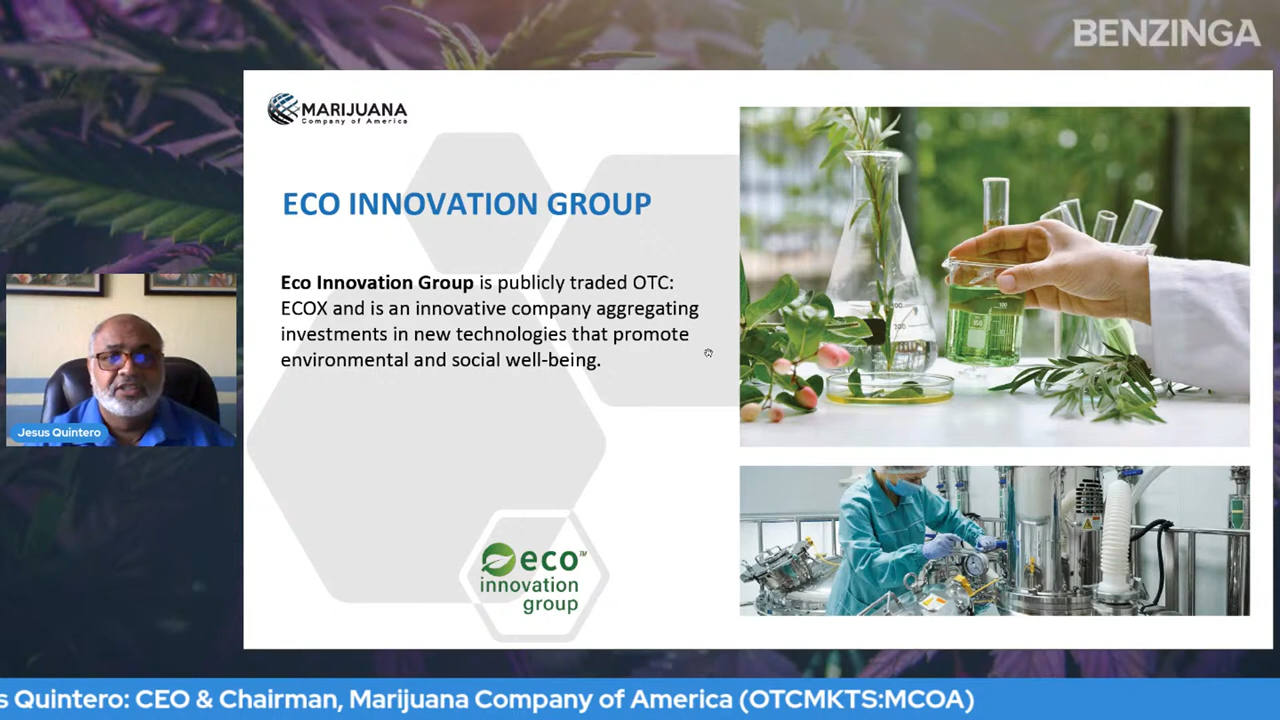 BENZINGA
MARIJUANA
Company of America
ECO INNOVATION GROUP
Eco Innovation Group is publicly traded OTC:
ECOX and is an innovative company aggregating
investments in new technologies that promote
environmental and social well-being.
Jesus Quintero
eco™
innovation
group
s Quintero: CEO & Chairman, Marijuana Company of America (OTCMKTS:MCOA)